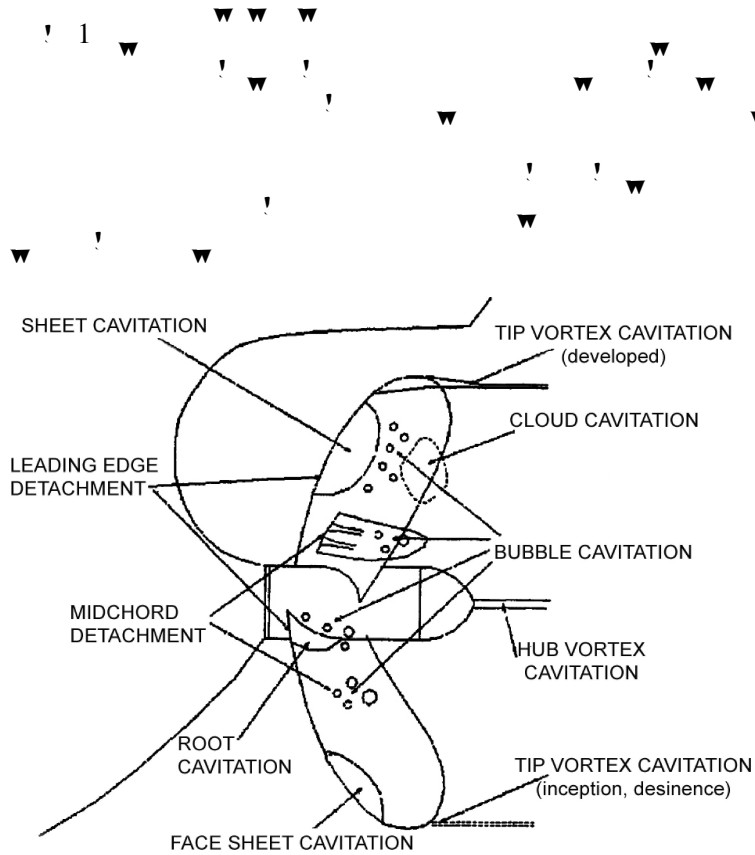 1
SHEET CAVITATION
TIP VORTEX CAVITATION
(developed)
CLOUD CAVITATION
LEADING EDGE
DETACHMENT
BUBBLE CAVITATION
MIDCHORD
DETACHMENT
HUB VORTEX
CAVITATION
ROOT
CAVITATION
TIP VORTEX CAVITATION
(inception, desinence)
FACE SHEET CAVITATION